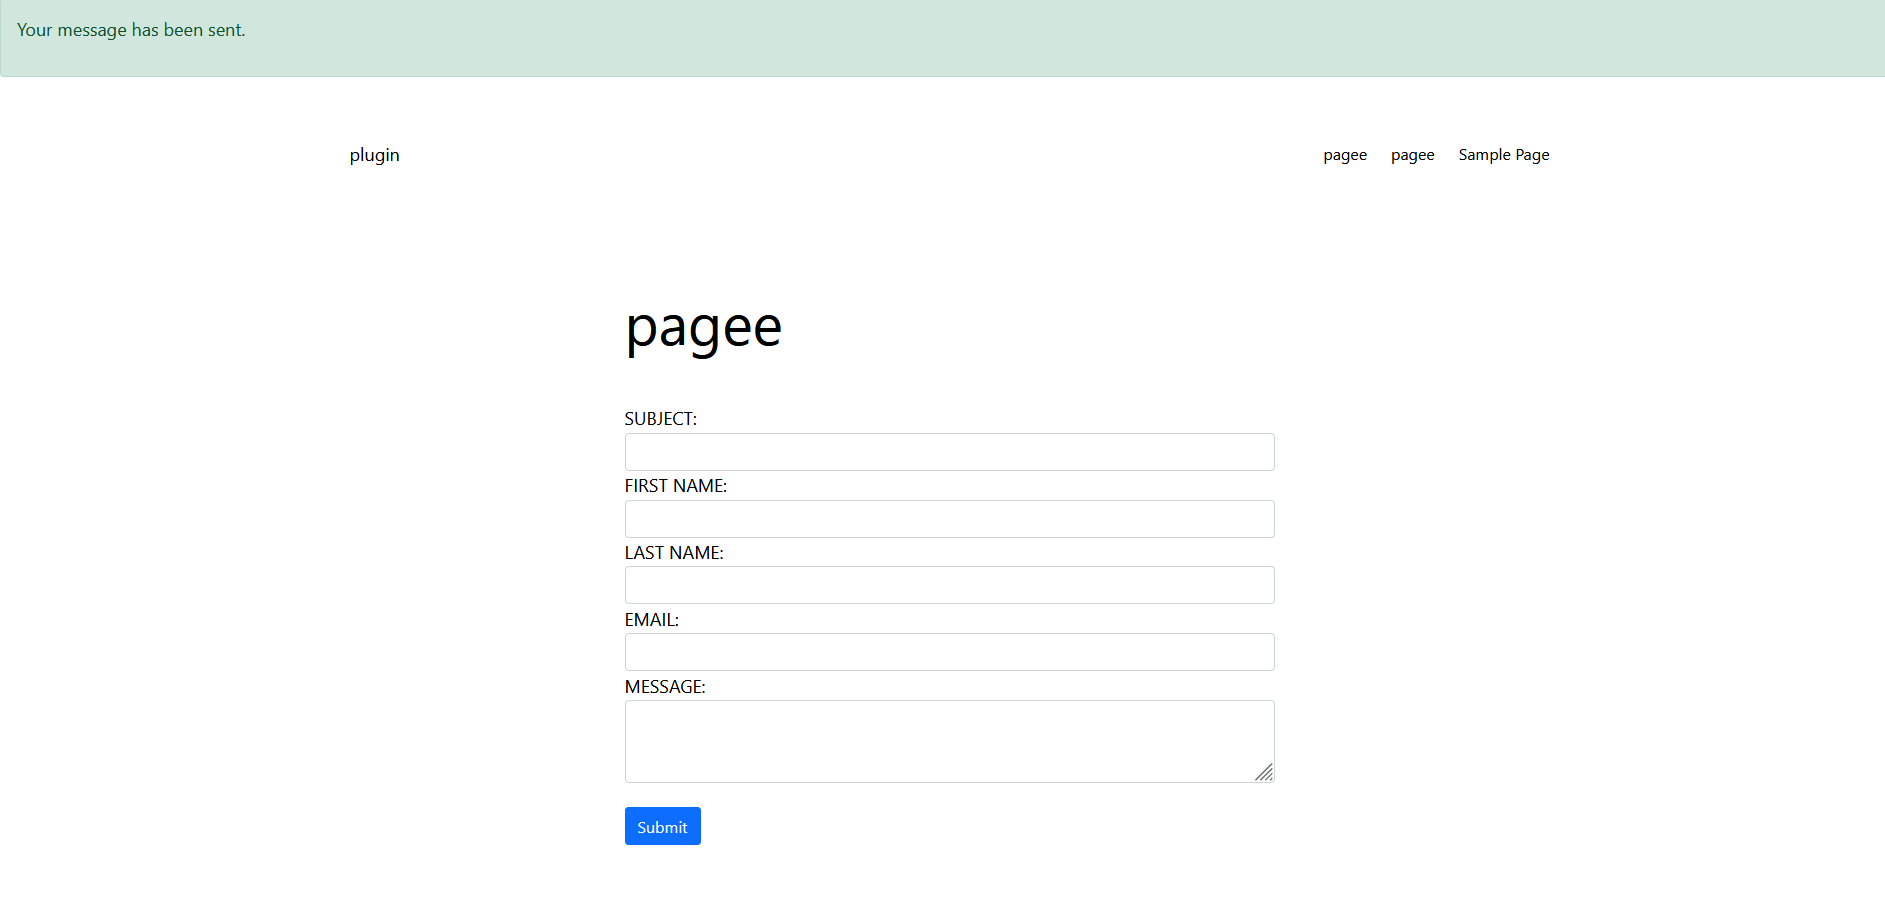 Your message has been sent.
plugin
pagee pagee Sample Page
pagee
SUBJECT:
FIRST NAME:
LAST NAME:
EMAIL:
MESSAGE:
Submit